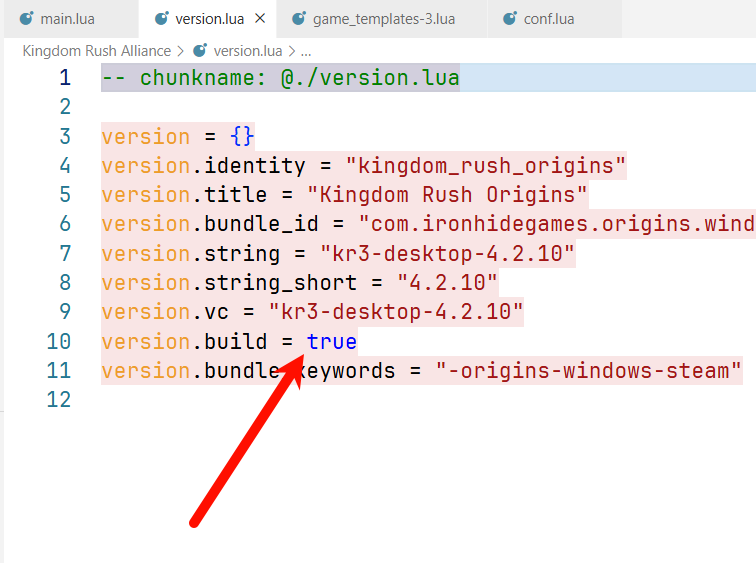 main.lua version.lua game_templates-3.lua conf.lua
Kingdom Rush Alliance > version.lua > ...
1 -- chunkname: @./version.lua
2
3 version = {}
4 version.identity = "kingdom_rush_origins"
5 version.title = "Kingdom Rush Origins"
6 version.bundle_id = "com.ironhidegames.origins.wind
7 version.string = "kr3-desktop-4.2.10"
8 version.string_short = "4.2.10"
9 version.vc = "kr3-desktop-4.2.10"
10 version.build = true
11 version.bundle_keywords = "-origins-windows-steam"
12